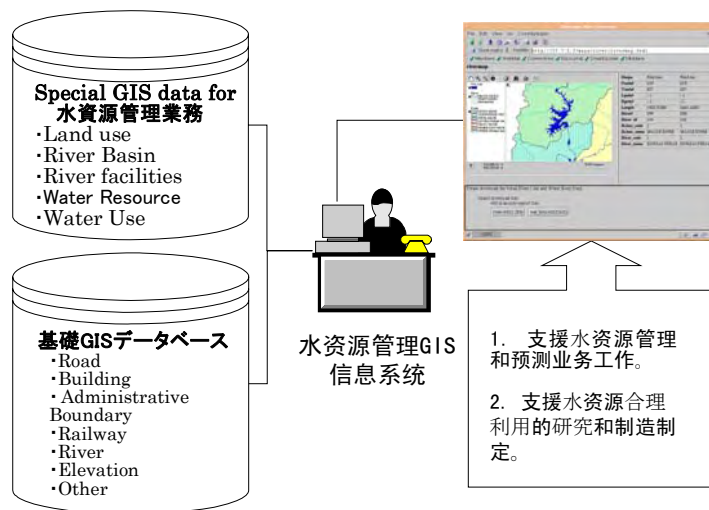 Special GIS data for
水資源管理業務
・Land use
・River Basin
・River facilities
・Water Resource
・Water Use
基礎GISデータベース
・Road
・Building
・Administrative
Boundary
・Railway
・River
・Elevation
・Other
水资源管理GIS
信息系统
1. 支援水资源管理
和预测业务工作。
2. 支援水资源合理
利用的研究和制造制
定。